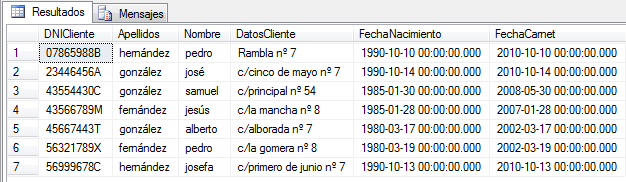 Resultados Mensajes
DNICliente Apellidos Nombre DatosCliente FechaNacimiento FechaCarnet
1 07865988B hernández pedro Rambla nº 7 1990-10-10 00:00:00.000 2010-10-10 00:00:00.000
2 23446456A gonzález josé c/cinco de mayo nº 7 1990-10-14 00:00:00.000 2010-10-14 00:00:00.000
3 43554430C gonzález samuel c/principal nº 54 1985-01-30 00:00:00.000 2008-05-30 00:00:00.000
4 43566789M fernández jesús c/la mancha nº 8 1985-01-28 00:00:00.000 2007-01-28 00:00:00.000
5 45667443T gonzález alberto c/alborada nº 7 1980-03-17 00:00:00.000 2002-03-17 00:00:00.000
6 56321789X fernández pedro c/la gomera nº 8 1980-03-19 00:00:00.000 2002-03-19 00:00:00.000
7 56999678C hernández josefa c/primero de junio nº 7 1990-10-13 00:00:00.000 2010-10-13 00:00:00.000